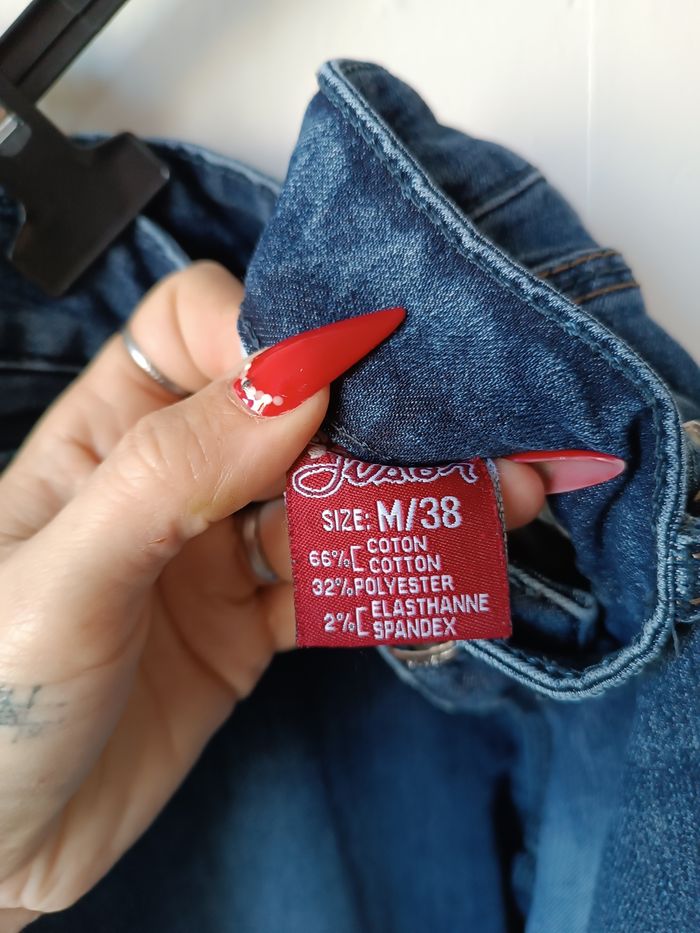 SIZE: M/38
66% [ COTON
COTTON
32% POLYESTER
2% [ ELASTHANNE
SPANDEX